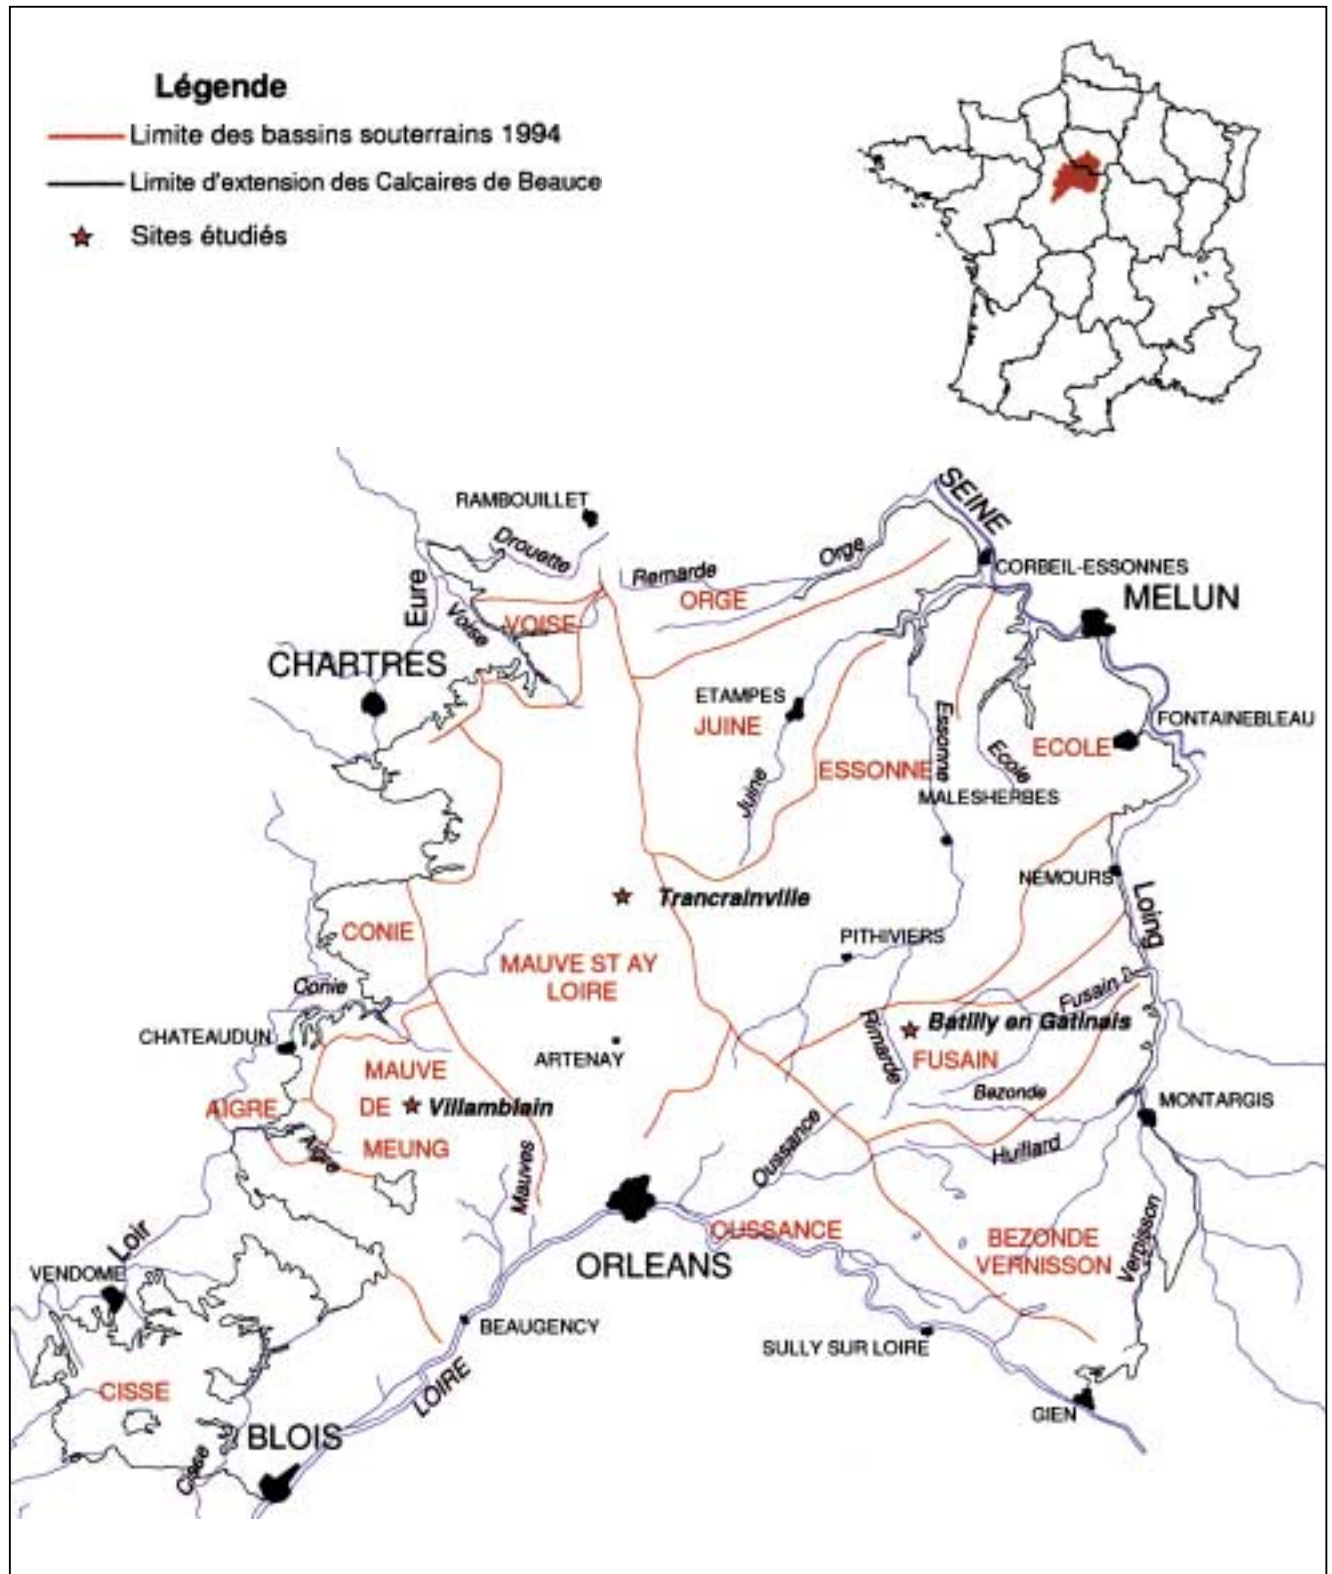 Légende
Limite des bassins souterrains 1994
Limite d'extension des Calcaires de Beauce
Sites étudiés
SEINE
RAMBOUILLET
Drouette
Remarde
Orge
CORBEIL-ESSONNES
MELUN
Eure
Voise
VOISE
ORGE
CHARTRES
ETAMPES
JUINE
Essonne
FONTAINEBLEAU
ECOLE
Ecole
ESSONNE
Juine
MALESHERBES
NEMOURS
Trancrainville
Loing
CONIE
PITHIVIERS
MAUVE ST AY
LOIRE
Conie
Fusain
CHATEAUDUN
Rimarde
Batilly en Gatinais
ARTENAY
FUSAIN
MAUVE
DE
MEUNG
Bezonde
AIGRE
Villamblain
MONTARGIS
Aigre
Mauves
Oussance
Huillard
Loir
OUSSANCE
BEZONDE
VERNISSON
Vernisson
VENDOME
ORLEANS
BEAUGENCY
SULLY SUR LOIRE
CISSE
LOIRE
GIEN
BLOIS